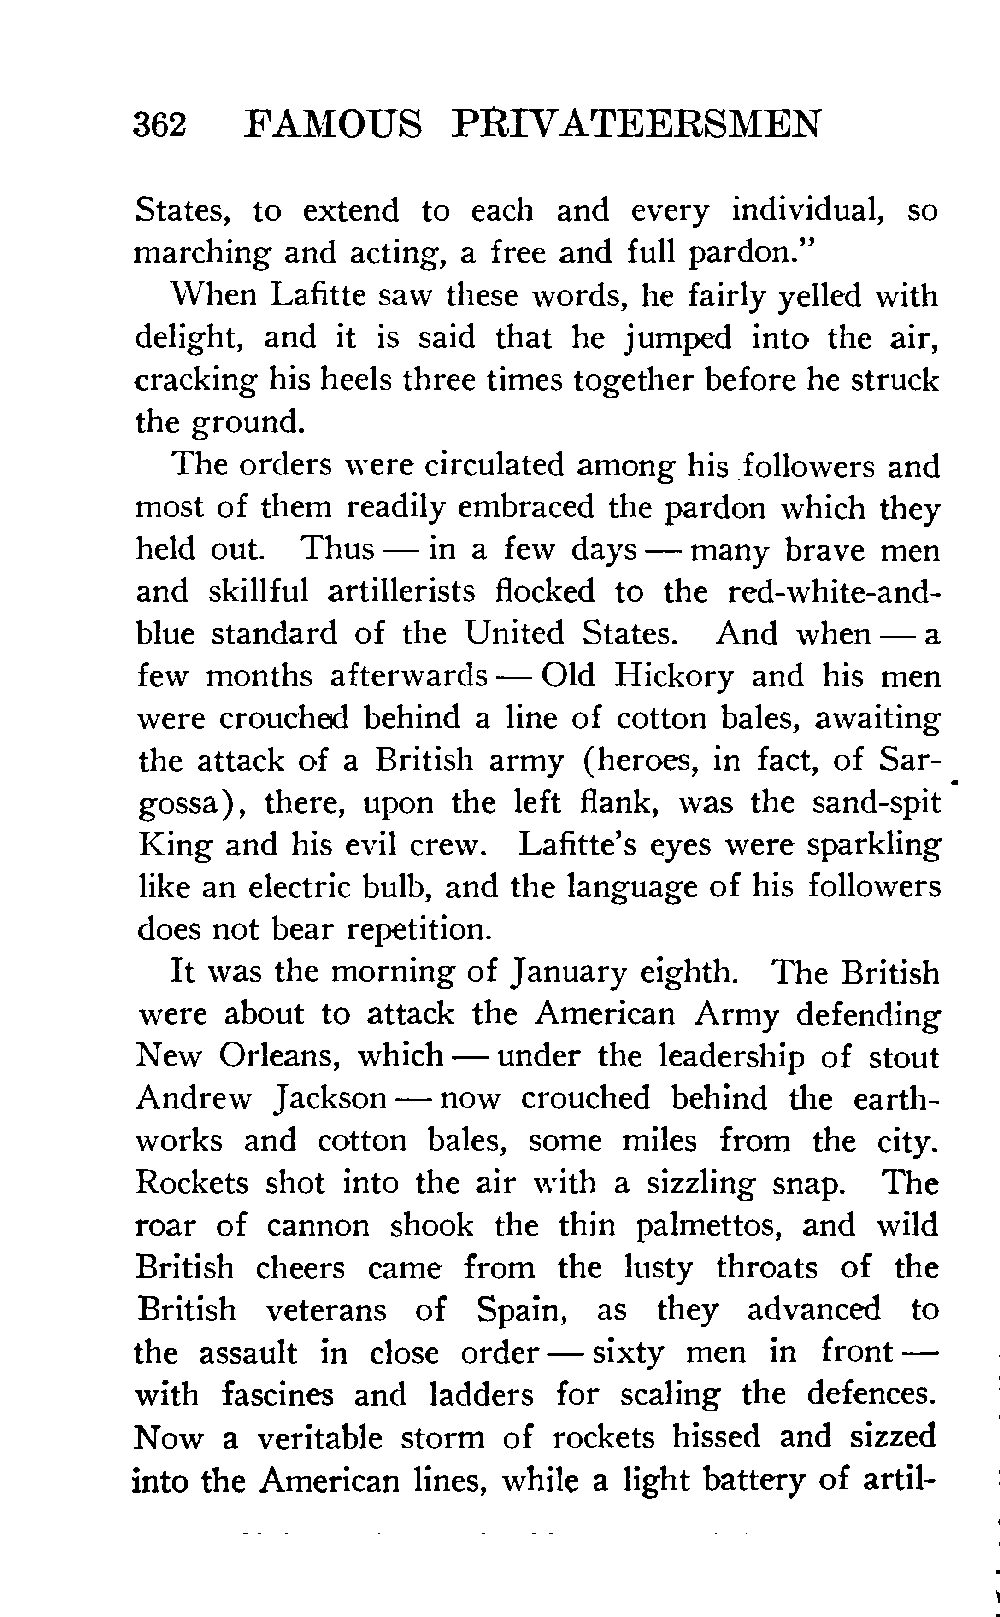 362 FAMOUS PRIVATEERSMEN
States, to extend to each and every individual, so
marching and acting, a free and full pardon.”
When Lafitte saw these words, he fairly yelled with
delight, and it is said that he jumped into the air,
cracking his heels three times together before he struck
the ground.
The orders were circulated among his followers and
most of them readily embraced the pardon which they
held out. Thus — in a few days — many brave men
and skillful artillerists flocked to the red-white-and-
blue standard of the United States. And when — a
few months afterwards — Old Hickory and his men
were crouched behind a line of cotton bales, awaiting
the attack of a British army (heroes, in fact, of Sar-
gossa), there, upon the left flank, was the sand-spit
King and his evil crew. Lafitte’s eyes were sparkling
like an electric bulb, and the language of his followers
does not bear repetition.
It was the morning of January eighth. The British
were about to attack the American Army defending
New Orleans, which — under the leadership of stout
Andrew Jackson — now crouched behind the earth-
works and cotton bales, some miles from the city.
Rockets shot into the air with a sizzling snap. The
roar of cannon shook the thin palmettos, and wild
British cheers came from the lusty throats of the
British veterans of Spain, as they advanced to
the assault in close order — sixty men in front —
with fascines and ladders for scaling the defences.
Now a veritable storm of rockets hissed and sizzed
into the American lines, while a light battery of artil-